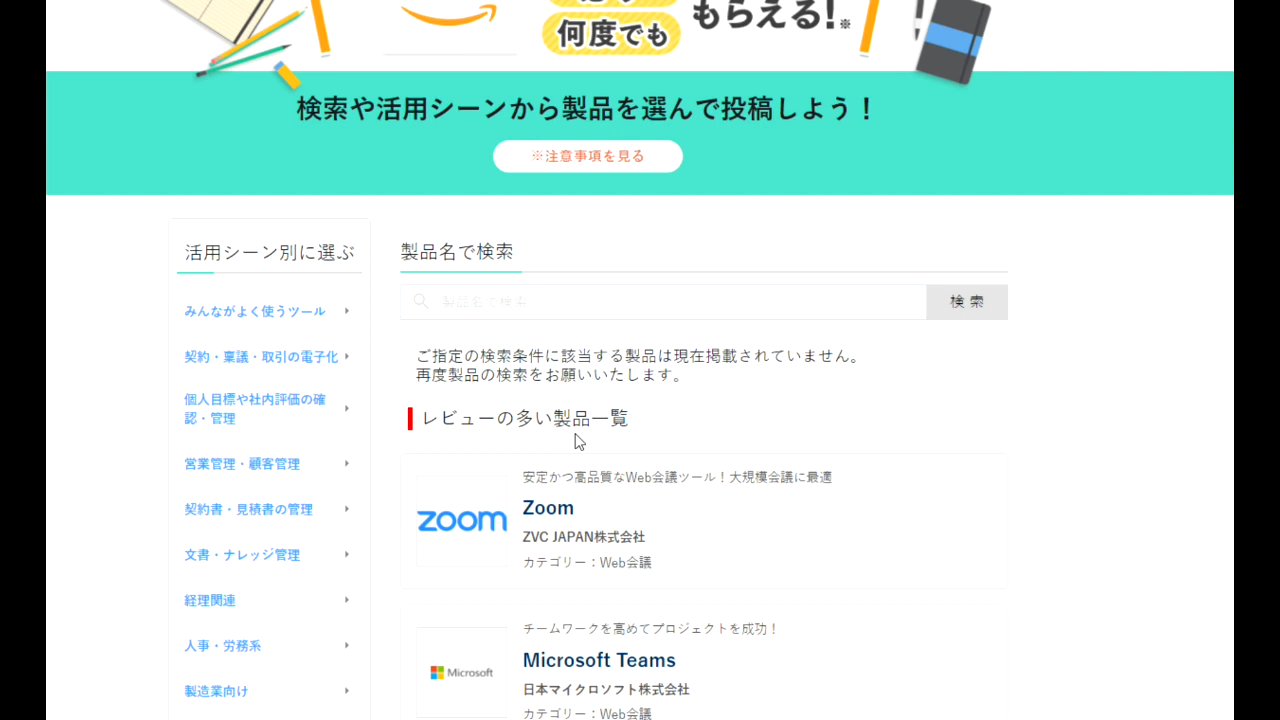 何度でも
もらえる!※
検索や活用シーンから製品を選んで投稿しよう！
※注意事項を見る
活用シーン別に選ぶ
みんながよく使うツール
契約・稟議・取引の電子化
個人目標や社内評価の確
認・管理
営業管理・顧客管理
契約書・見積書の管理
文書・ナレッジ管理
経理関連
人事・労務系
製造業向け
製品名で検索
製品名で検索
検索
ご指定の検索条件に該当する製品は現在掲載されていません。
再度製品の検索をお願いいたします。
レビューの多い製品一覧
安定かつ高品質なWeb会議ツール！大規模会議に最適
zoom
Zoom
ZVC JAPAN株式会社
カテゴリー：Web会議
チームワークを高めてプロジェクトを成功！
Microsoft
Microsoft Teams
日本マイクロソフト株式会社
カテゴリー：Web会議